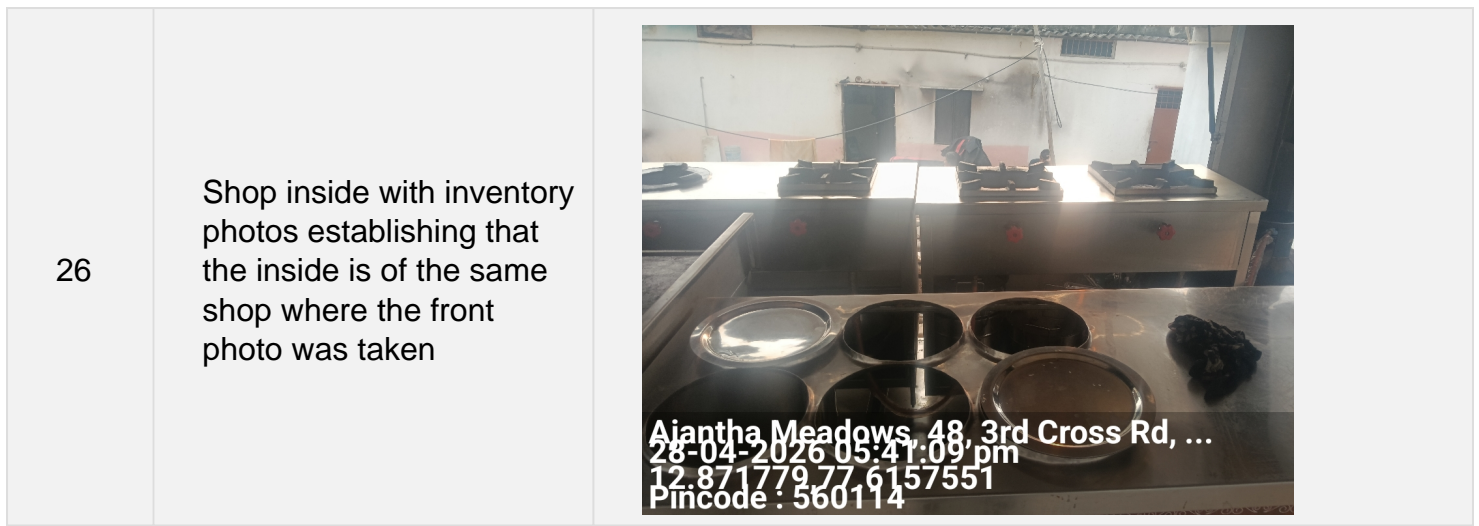 26
Shop inside with inventory
photos establishing that
the inside is of the same
shop where the front
photo was taken
Ajantha Meadows, 48, 3rd Cross Rd, ...
28-04-2026 05:41:09 pm
12.871779,77.6157551
Pincode : 560114